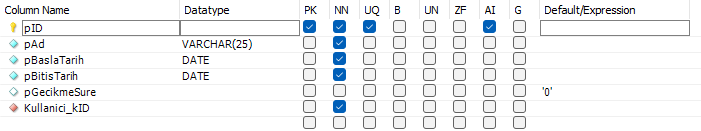 Column Name Datatype PK NN UQ B UN ZF AI G Default/Expression
pID
pAd VARCHAR(25)
pBaslaTarih DATE
pBitisTarih DATE
pGecikmeSure '0'
Kullanici_kID